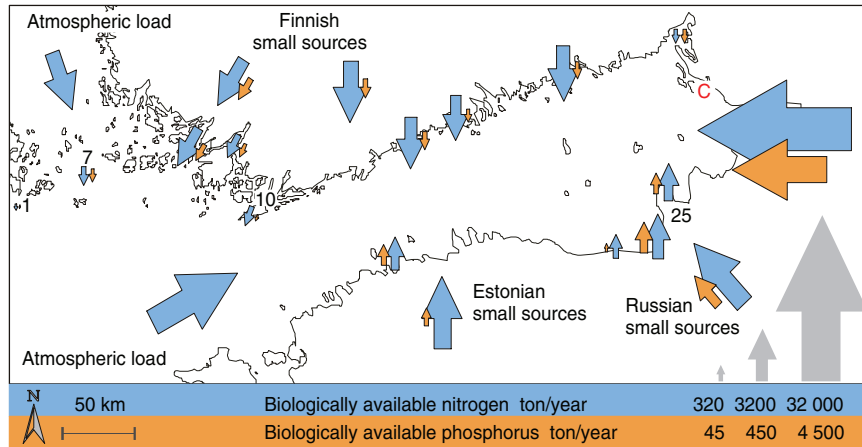 Atmospheric load
Finnish
small sources
C
7
1
10
25
Estonian
small sources
Russian
small sources
Atmospheric load
N
50 km
Biologically available nitrogen ton/year
320 3200 32 000
Biologically available phosphorus ton/year
45 450 4 500